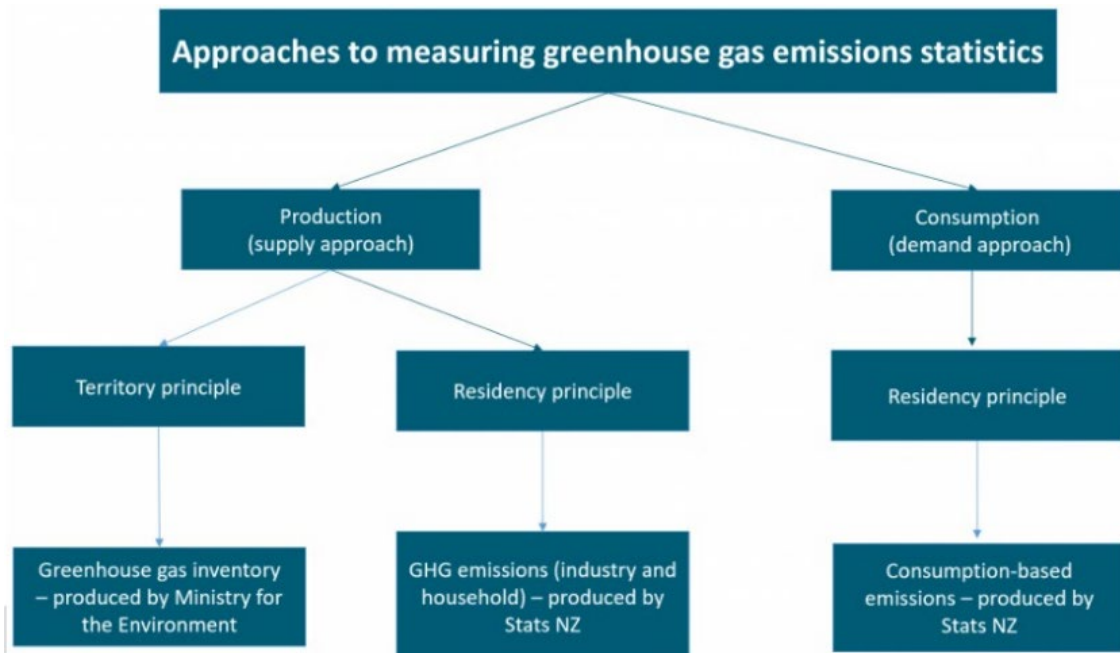 Approaches to measuring greenhouse gas emissions statistics
Production
(supply approach)
Consumption
(demand approach)
Territory principle
Residency principle
Residency principle
Greenhouse gas inventory
– produced by Ministry for
the Environment
GHG emissions (industry and
household) – produced by
Stats NZ
Consumption-based
emissions – produced by
Stats NZ